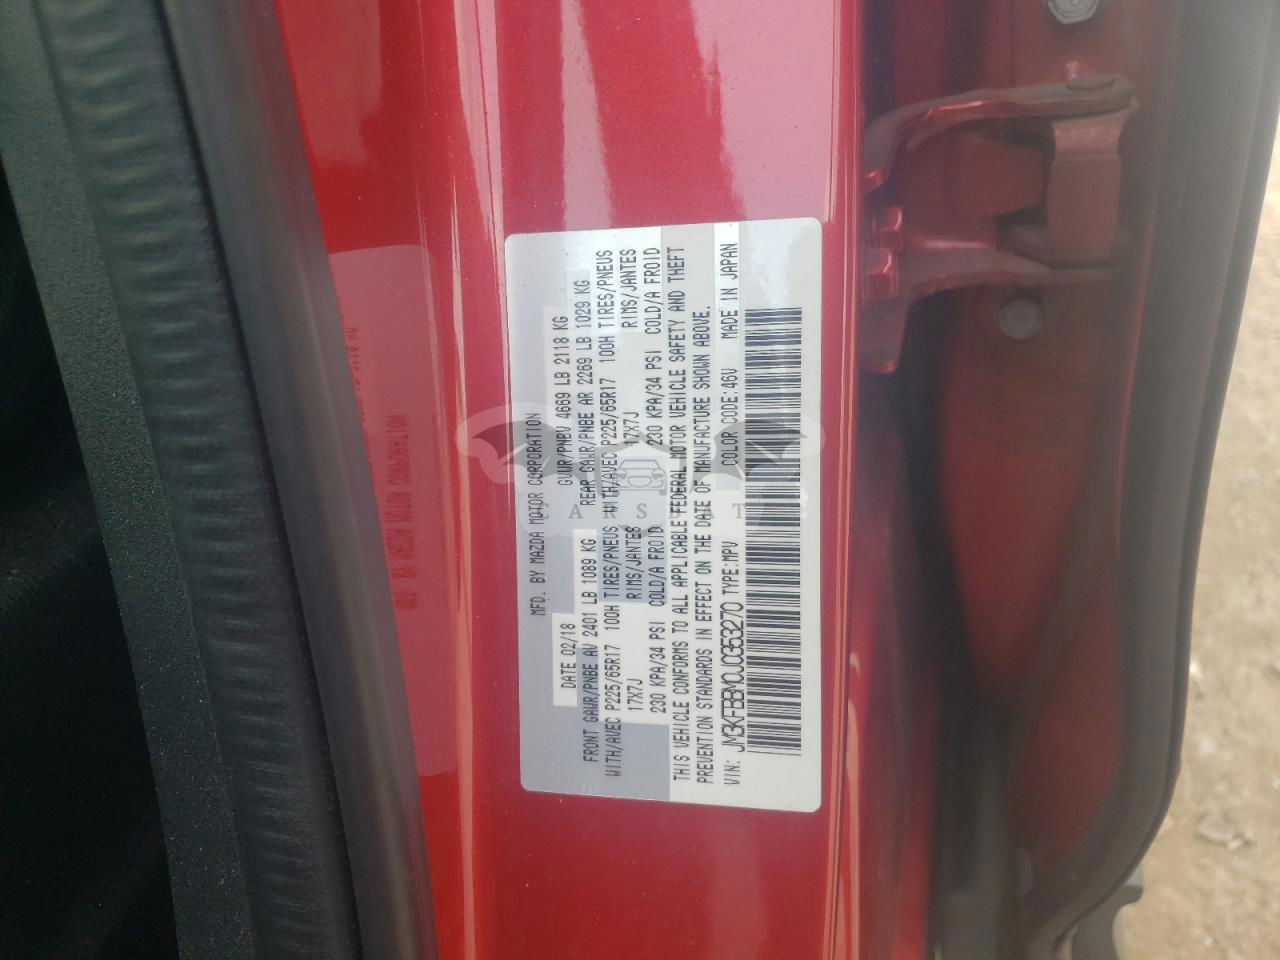 MFD. BY MAZDA MOTOR CORPORATION
DATE 02/18 GVWR/PNBV 4669 LB 2118 KG
FRONT GAWR/PNBE AV 2401 LB 1089 KG REAR GAWR/PNBE AR 2269 LB 1029 KG
WITH/AVEC P225/65R17 100H TIRES/PNEUS WITH/AVEC P225/65R17 100H TIRES/PNEUS
17X7J RIMS/JANTES 17X7J RIMS/JANTES
230 KPA/34 PSI COLD/A FROID 230 KPA/34 PSI COLD/A FROID
THIS VEHICLE CONFORMS TO ALL APPLICABLE FEDERAL MOTOR VEHICLE SAFETY AND THEFT
PREVENTION STANDARDS IN EFFECT ON THE DATE OF MANUFACTURE SHOWN ABOVE.
VIN: JM3KFBBM0J0353270 TYPE:MPV COLOR CODE:46V MADE IN JAPAN